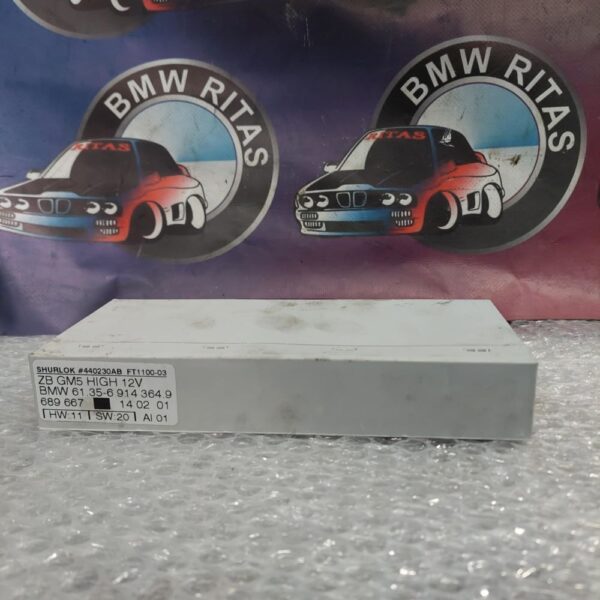 BMW RITAS
RITAS
BMW RITAS
RITAS
SHURLOK #440230AB FT1100-03
ZB GM5 HIGH 12V
BMW 61.35-6 914 364.9
689 667 14 02 01
HW:11 SW:20 AI 01